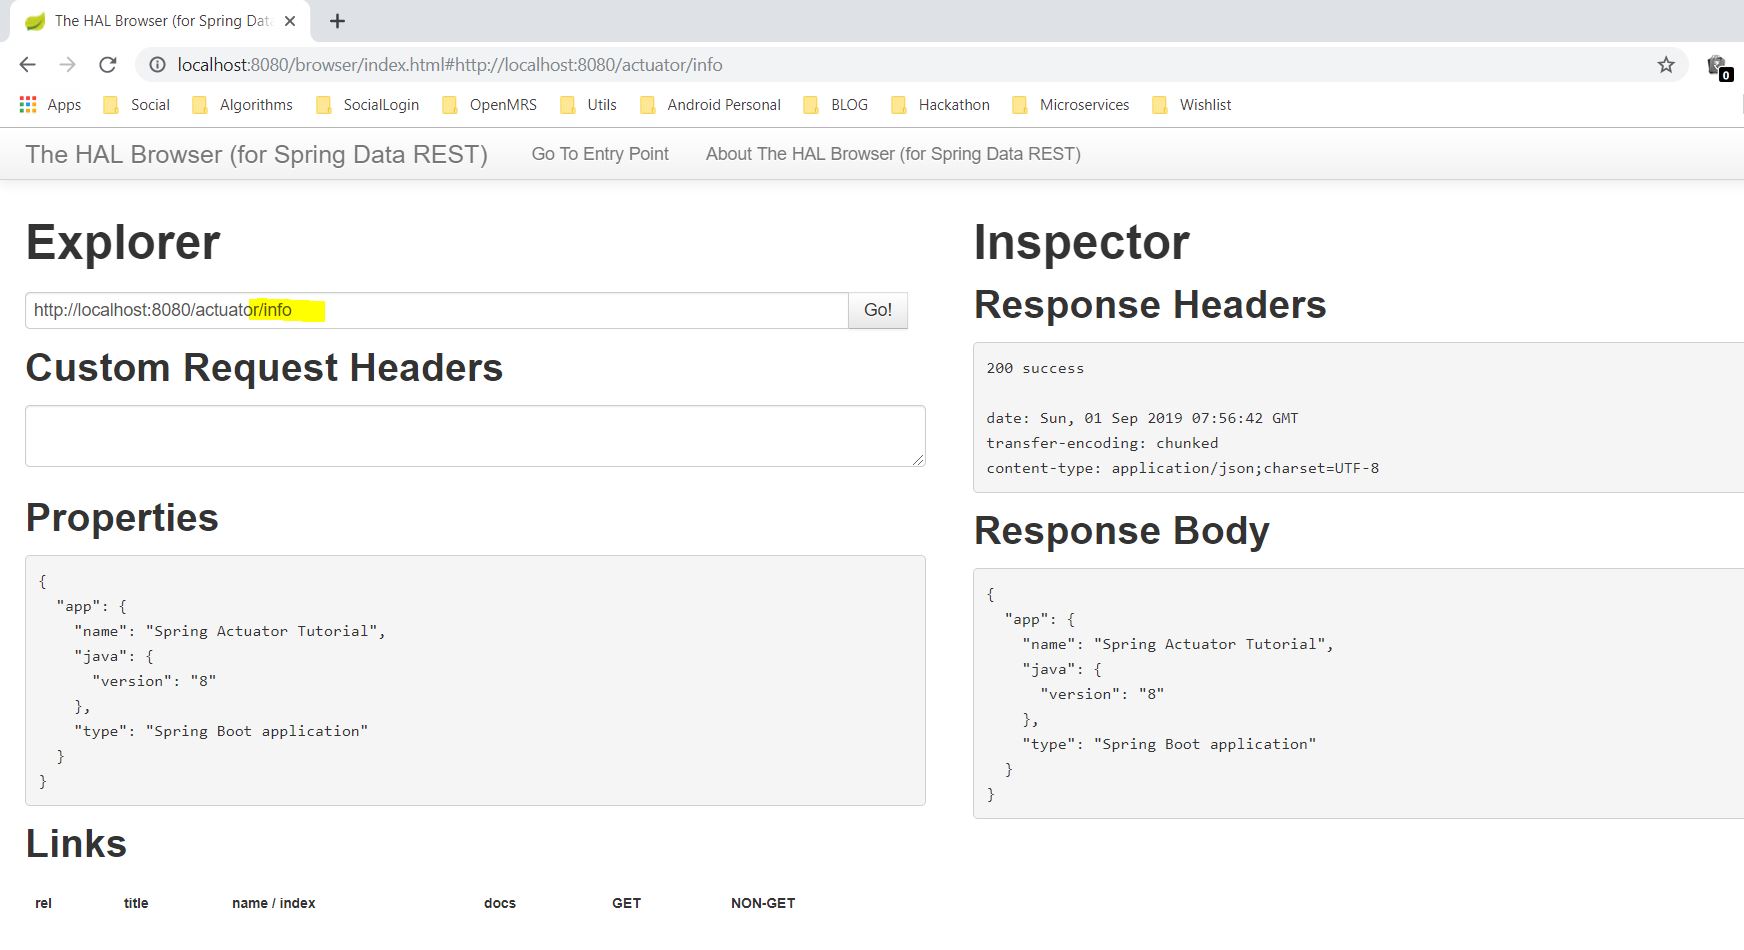 The HAL Browser (for Spring Data
localhost:8080/browser/index.html#http://localhost:8080/actuator/info
0
Apps Social Algorithms SocialLogin OpenMRS Utils Android Personal BLOG Hackathon Microservices Wishlist
The HAL Browser (for Spring Data REST) Go To Entry Point About The HAL Browser (for Spring Data REST)
Explorer
http://localhost:8080/actuator/info Go!
Custom Request Headers
Properties
{
"app": {
"name": "Spring Actuator Tutorial",
"java": {
"version": "8"
},
"type": "Spring Boot application"
}
}
Links
rel title name / index docs GET NON-GET
Inspector
Response Headers
200 success
date: Sun, 01 Sep 2019 07:56:42 GMT
transfer-encoding: chunked
content-type: application/json;charset=UTF-8
Response Body
{
"app": {
"name": "Spring Actuator Tutorial",
"java": {
"version": "8"
},
"type": "Spring Boot application"
}
}